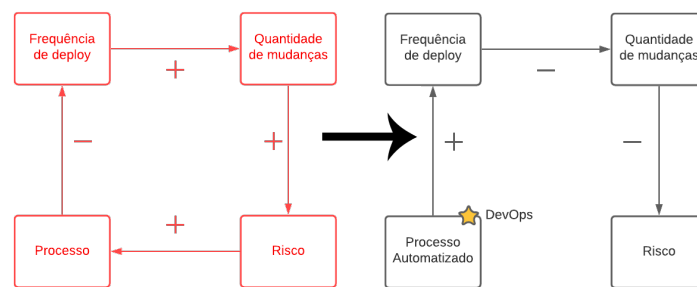 Frequência
de deploy
+
Quantidade
de mudanças
−
+
Processo
+
Risco
Frequência
de deploy
−
Quantidade
de mudanças
+
−
DevOps
Processo
Automatizado
Risco